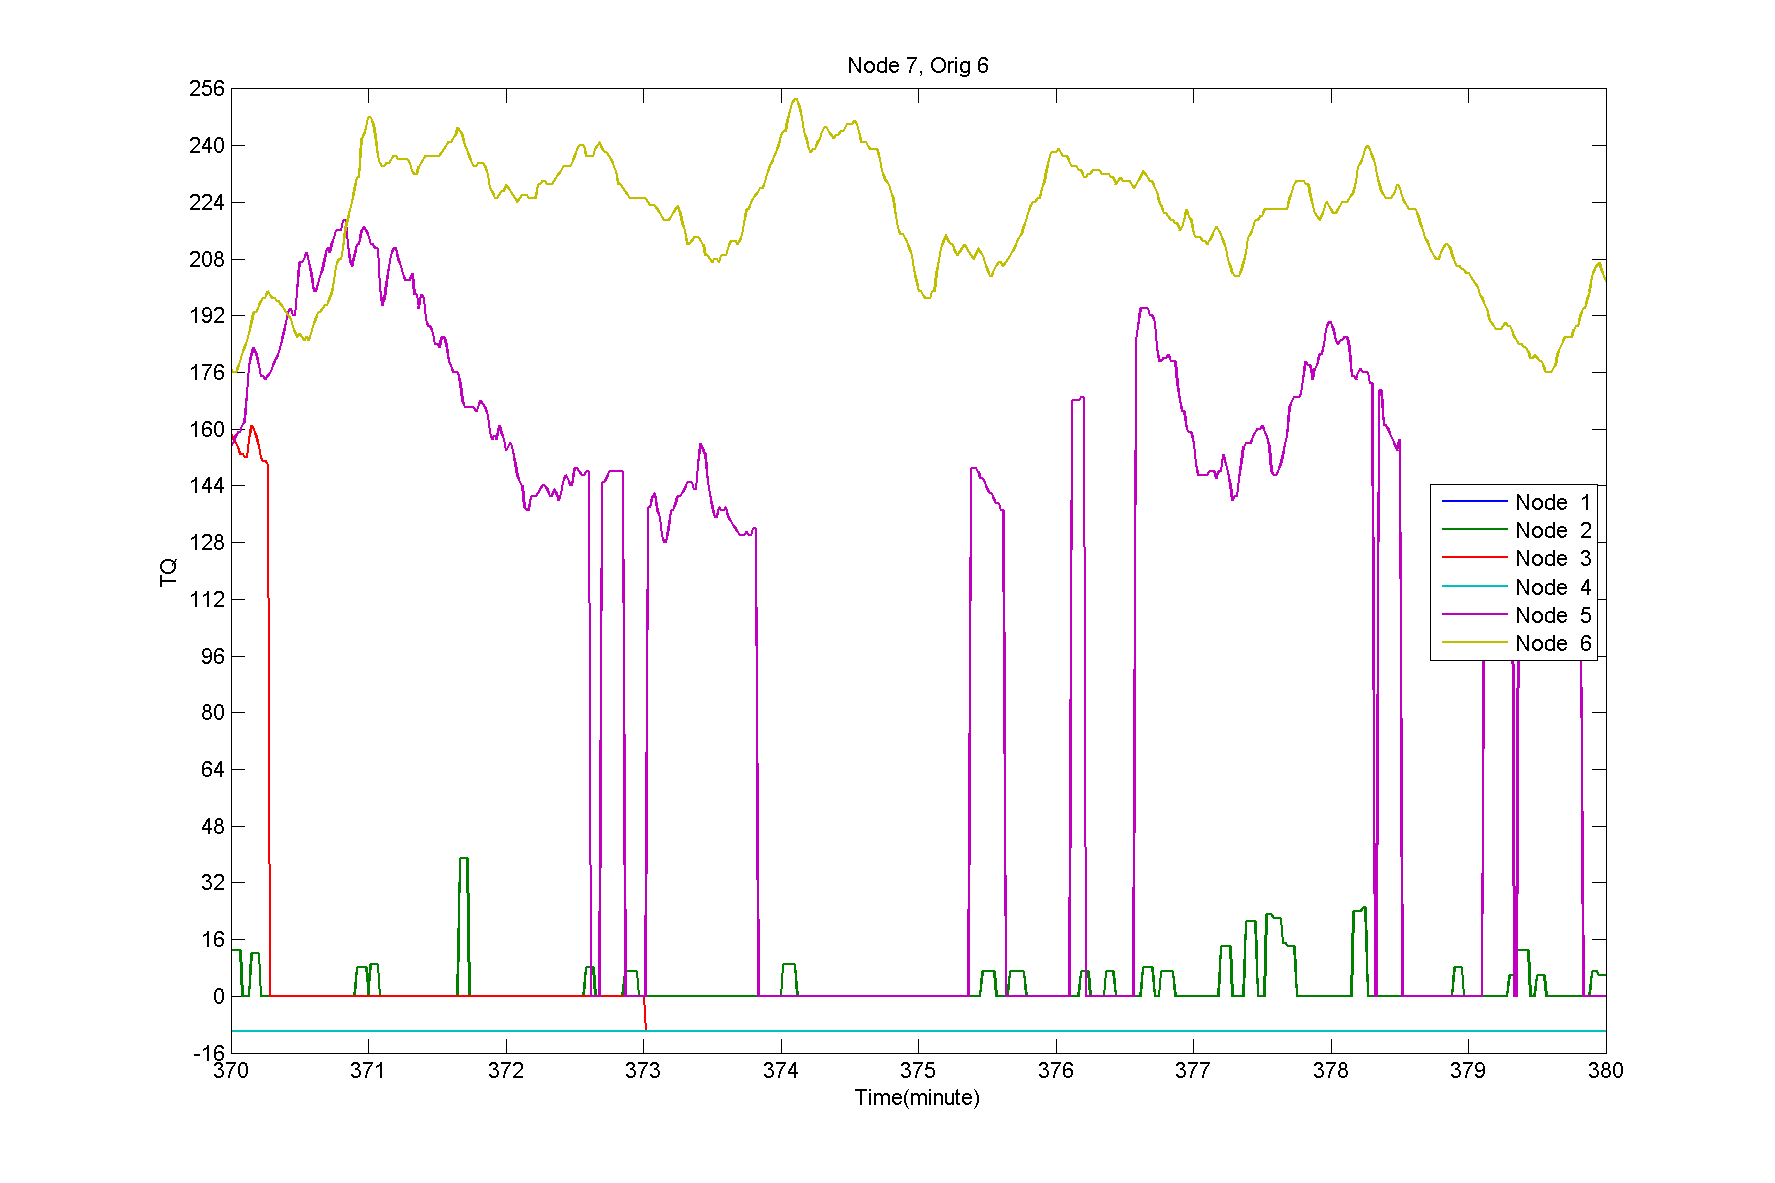 Node 7, Orig 6
256
240
224
208
192
176
160
144
128
112
96
80
64
48
32
16
0
-16
TQ
Node 1
Node 2
Node 3
Node 4
Node 5
Node 6
370 371 372 373 374 375 376 377 378 379 380
Time(minute)